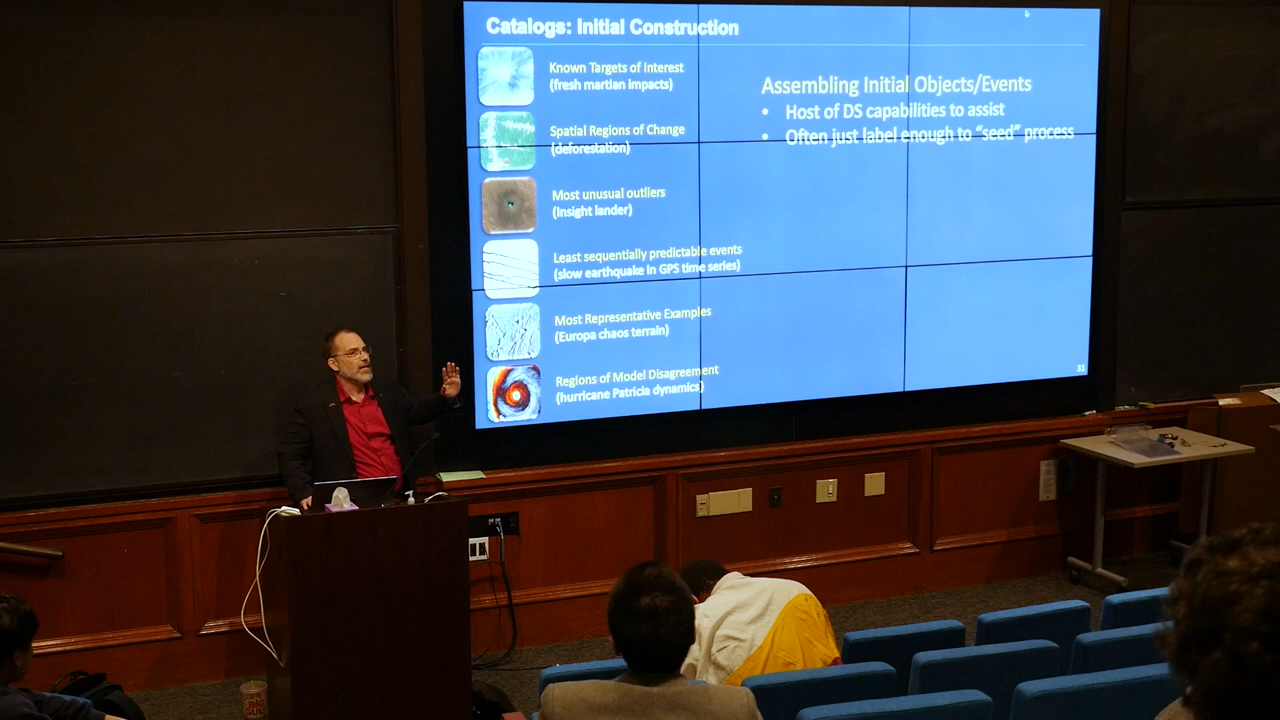 Catalogs: Initial Construction
Known Targets of Interest
(fresh martian impacts)
Spatial Regions of Change
(deforestation)
Most unusual outliers
(Insight lander)
Least sequentially predictable events
(slow earthquake in GPS time series)
Most Representative Examples
(Europa chaos terrain)
Regions of Model Disagreement
(hurricane Patricia dynamics)
Assembling Initial Objects/Events
• Host of DS capabilities to assist
• Often just label enough to “seed” process
31